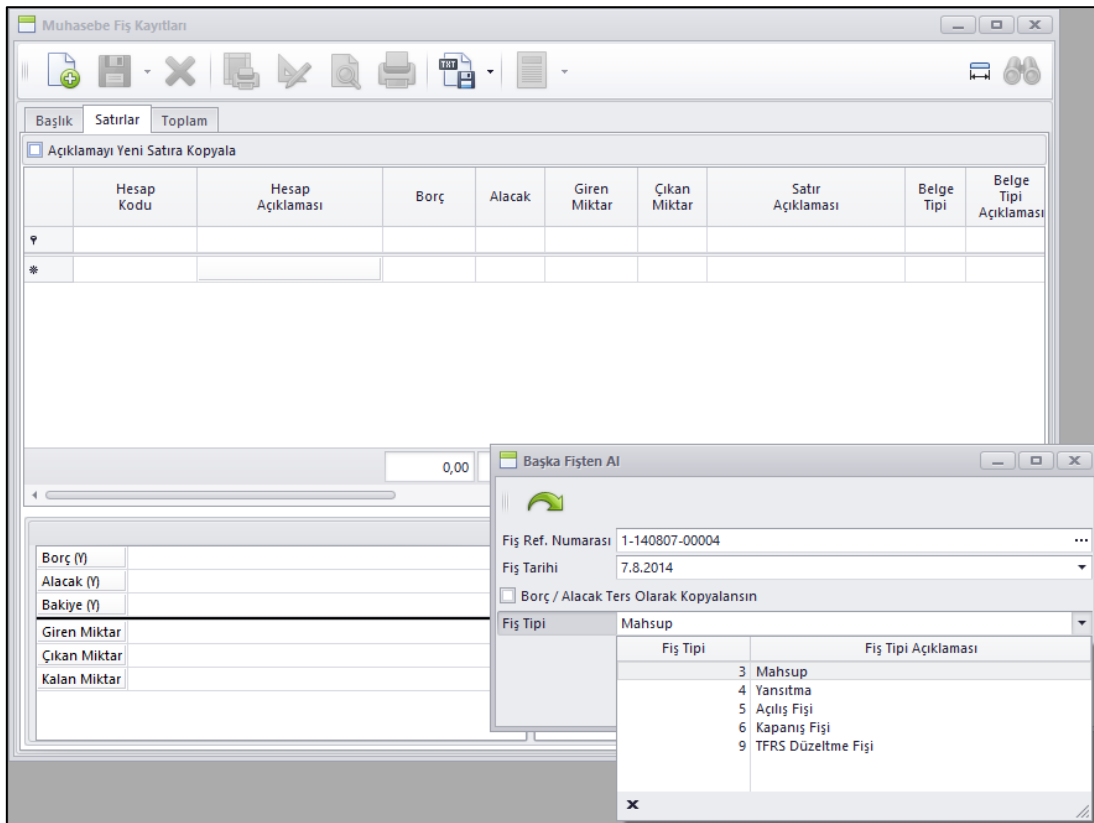 Muhasebe Fiş Kayıtları
TXT
Başlık Satırlar Toplam
Açıklamayı Yeni Satıra Kopyala
Hesap Kodu Hesap Açıklaması Borç Alacak Giren Miktar Çıkan Miktar Satır Açıklaması Belge Tipi Belge Tipi Açıklaması
0,00
Borç (Y)
Alacak (Y)
Bakiye (Y)
Giren Miktar
Çıkan Miktar
Kalan Miktar
Başka Fişten Al
Fiş Ref. Numarası 1-140807-00004
Fiş Tarihi 7.8.2014
Borç / Alacak Ters Olarak Kopyalansın
Fiş Tipi Mahsup
Fiş Tipi Fiş Tipi Açıklaması
3 Mahsup
4 Yansıtma
5 Açılış Fişi
6 Kapanış Fişi
9 TFRS Düzeltme Fişi